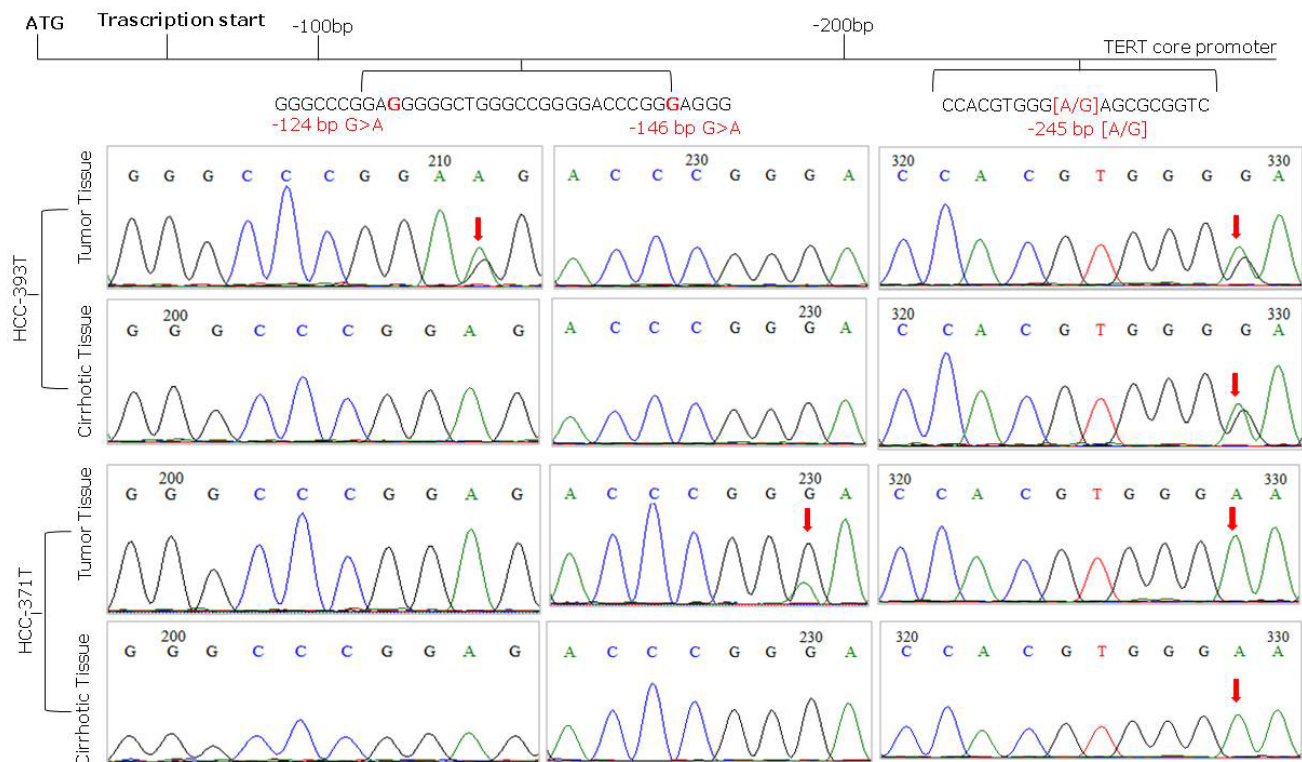 ATG Trascription start -100bp -200bp
TERT core promoter
GGGCCCGGAGGGGGCTGGGCCGGGGACCCGGGAGGG CCACGTGGG[A/G]AGCGCGGTC
-124 bp G>A -146 bp G>A -245 bp [A/G]
HCC-393T
Tumor Tissue
210 230 320 330
G G G C C C G G A A G A C C C G G G A C C A C G T G G G G A
Cirrhotic Tissue
200 230 320 330
G G G C C C G G A G A C C C G G G A C C A C G T G G G G A
HCC-371T
Tumor Tissue
200 230 320 330
G G G C C C G G A G A C C C G G G A C C A C G T G G G A A
Cirrhotic Tissue
200 230 320 330
G G G C C C G G A G A C C C G G G A C C A C G T G G G A A